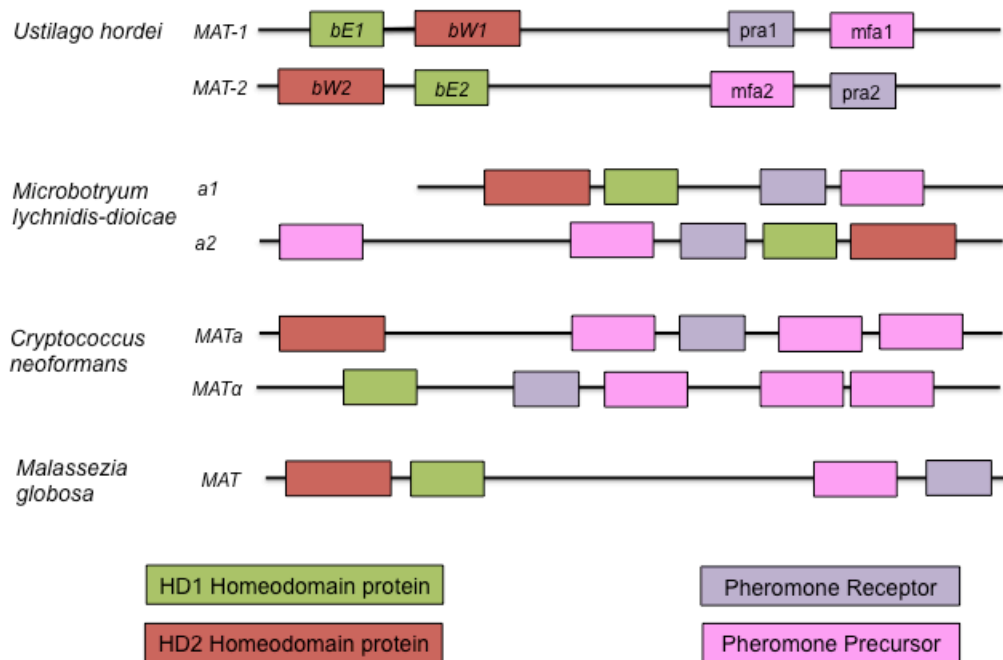 Ustilago hordei
MAT-1
bE1
bW1
pra1
mfa1
MAT-2
bW2
bE2
mfa2
pra2
Microbotryum
lychnidis-dioicae
a1
a2
Cryptococcus
neoformans
MATa
MATα
Malassezia
globosa
MAT
HD1 Homeodomain protein
Pheromone Receptor
HD2 Homeodomain protein
Pheromone Precursor